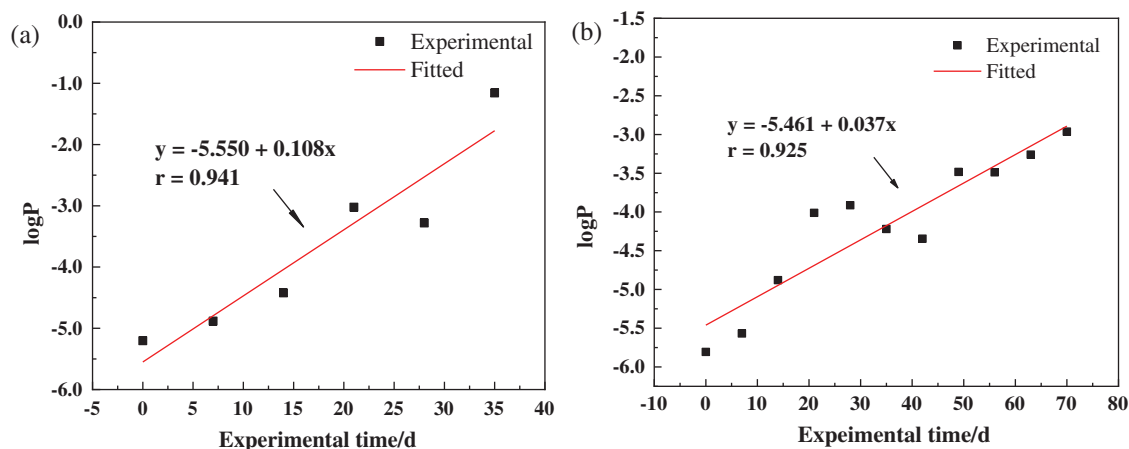 (a)
0.0
-1.0
-2.0
-3.0
-4.0
-5.0
-6.0
logP
Experimental
Fitted
y = -5.550 + 0.108x
r = 0.941
-5 0 5 10 15 20 25 30 35 40
Experimental time/d
(b)
-1.5
-2.0
-2.5
-3.0
-3.5
-4.0
-4.5
-5.0
-5.5
-6.0
logP
Experimental
Fitted
y = -5.461 + 0.037x
r = 0.925
-10 0 10 20 30 40 50 60 70 80
Expeimental time/d